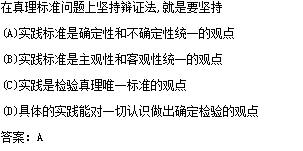 在真理标准问题上坚持辩证法,就是要坚持
(A)实践标准是确定性和不确定性统一的观点
(B)实践标准是主观性和客观性统一的观点
(C)实践是检验真理唯一标准的观点
(D)具体的实践能对一切认识做出确定检验的观点
答案: A